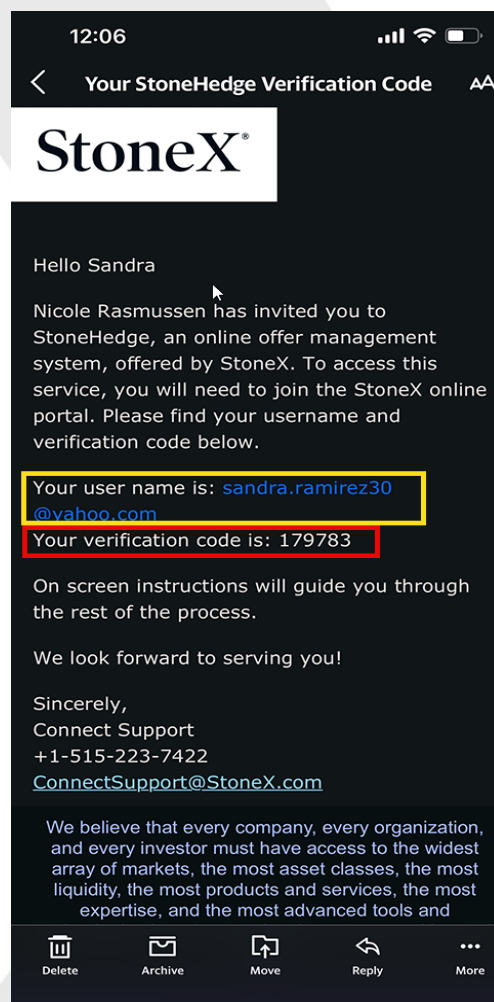 12:06
Your StoneHedge Verification Code AA
StoneX®
Hello Sandra
Nicole Rasmussen has invited you to
StoneHedge, an online offer management
system, offered by StoneX. To access this
service, you will need to join the StoneX online
portal. Please find your username and
verification code below.
Your user name is: sandra.ramirez30
@yahoo.com
Your verification code is: 179783
On screen instructions will guide you through
the rest of the process.
We look forward to serving you!
Sincerely,
Connect Support
+1-515-223-7422
ConnectSupport@StoneX.com
We believe that every company, every organization,
and every investor must have access to the widest
array of markets, the most asset classes, the most
liquidity, the most products and services, the most
expertise, and the most advanced tools and
Delete Archive Move Reply More